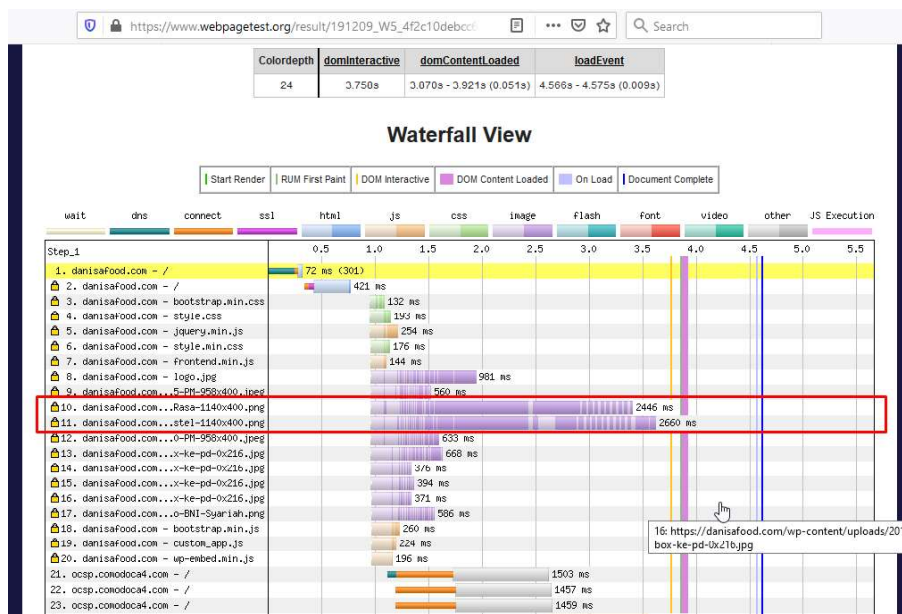 https://www.webpagetest.org/result/191209_W5_4f2c10debcc
Search
Colordepth domInteractive domContentLoaded loadEvent
24 3.750s 3.870s - 3.921s (0.051s) 4.566s - 4.575s (0.009s)
Waterfall View
Start Render RUM First Paint DOM Interactive DOM Content Loaded On Load Document Complete
wait dns connect ssl html js css image flash font video other JS Execution
Step_1 0.5 1.0 1.5 2.0 2.5 3.0 3.5 4.0 4.5 5.0 5.5
1. danisafood.com - / 72 ms (301)
2. danisafood.com - / 421 ms
3. danisafood.com - bootstrap.min.css 132 ms
4. danisafood.com - style.css 193 ms
5. danisafood.com - jquery.min.js 254 ms
6. danisafood.com - style.min.css 176 ms
7. danisafood.com - frontend.min.js 144 ms
8. danisafood.com - logo.jpg 981 ms
9. danisafood.com...5-PM-958x400.jpeg 560 ms
10. danisafood.com...Rasa-1140x400.png 2446 ms
11. danisafood.com...stel-1140x400.png 2660 ms
12. danisafood.com...0-PM-958x400.jpeg 633 ms
13. danisafood.com...x-ke-pd-0x216.jpg 668 ms
14. danisafood.com...x-ke-pd-0x216.jpg 376 ms
15. danisafood.com...x-ke-pd-0x216.jpg 394 ms
16. danisafood.com...x-ke-pd-0x216.jpg 371 ms
17. danisafood.com...o-BNI-Syariah.png 586 ms
18. danisafood.com - bootstrap.min.js 260 ms
19. danisafood.com - custom_app.js 224 ms
20. danisafood.com - wp-embed.min.js 196 ms
16: https://danisafood.com/wp-content/uploads/20
box-ke-pd-0x216.jpg
21. ocsp.comodoca4.com - / 1503 ms
22. ocsp.comodoca4.com - / 1457 ms
23. ocsp.comodoca4.com - / 1459 ms